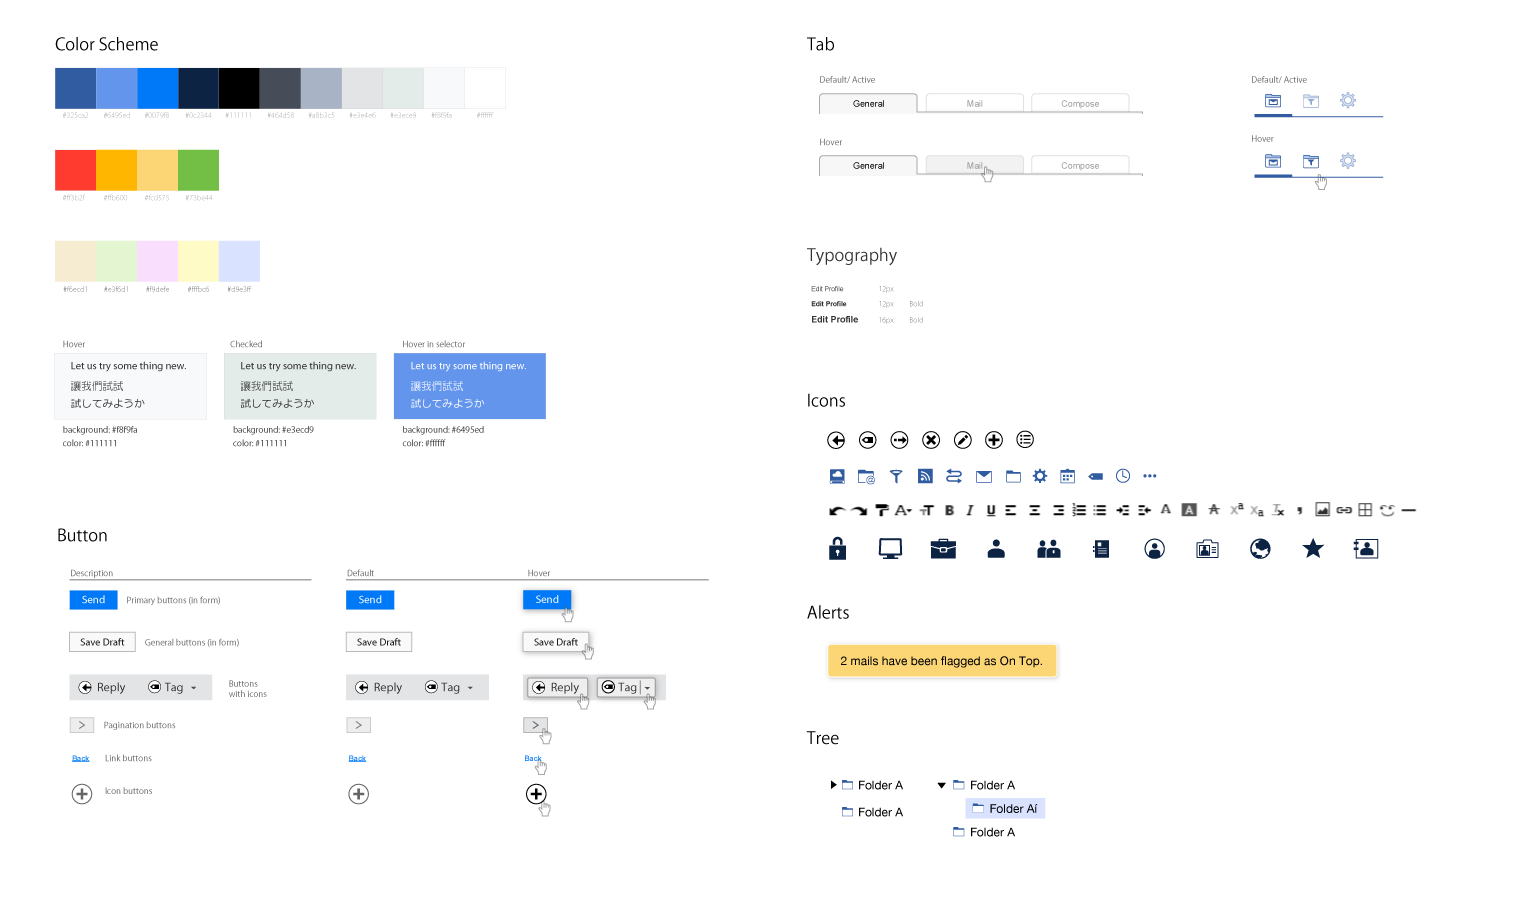 Color Scheme
#325ca2 #6495ed #0079f8 #0c2344 #111111 #464d58 #a8b3c5 #e3e4e6 #e3ece9 #f8f9fa #ffffff
#ff3b2f #ffb600 #fcd575 #73be44
#f6ecd1 #e3f6d1 #f9defe #fffbc6 #d9e3ff
Hover Checked Hover in selector
Let us try some thing new. Let us try some thing new. Let us try some thing new.
讓我們試試 讓我們試試 讓我們試試
試してみようか 試してみようか 試してみようか
background: #f8f9fa background: #e3ecd9 background: #6495ed
color: #111111 color: #111111 color: #ffffff
Button
Description Default Hover
Send Primary buttons (in form) Send Send
Save Draft General buttons (in form) Save Draft Save Draft
Reply Tag Buttons with icons Reply Tag Reply Tag
Pagination buttons
Back Link buttons Back Back
Icon buttons
Tab
Default/ Active
General Mail Compose
Hover
General Mail Compose
Default/ Active
Hover
Typography
Edit Profile 12px
Edit Profile 12px Bold
Edit Profile 16px Bold
Icons
Alerts
2 mails have been flagged as On Top.
Tree
Folder A
Folder A
Folder A
Folder Aí
Folder A